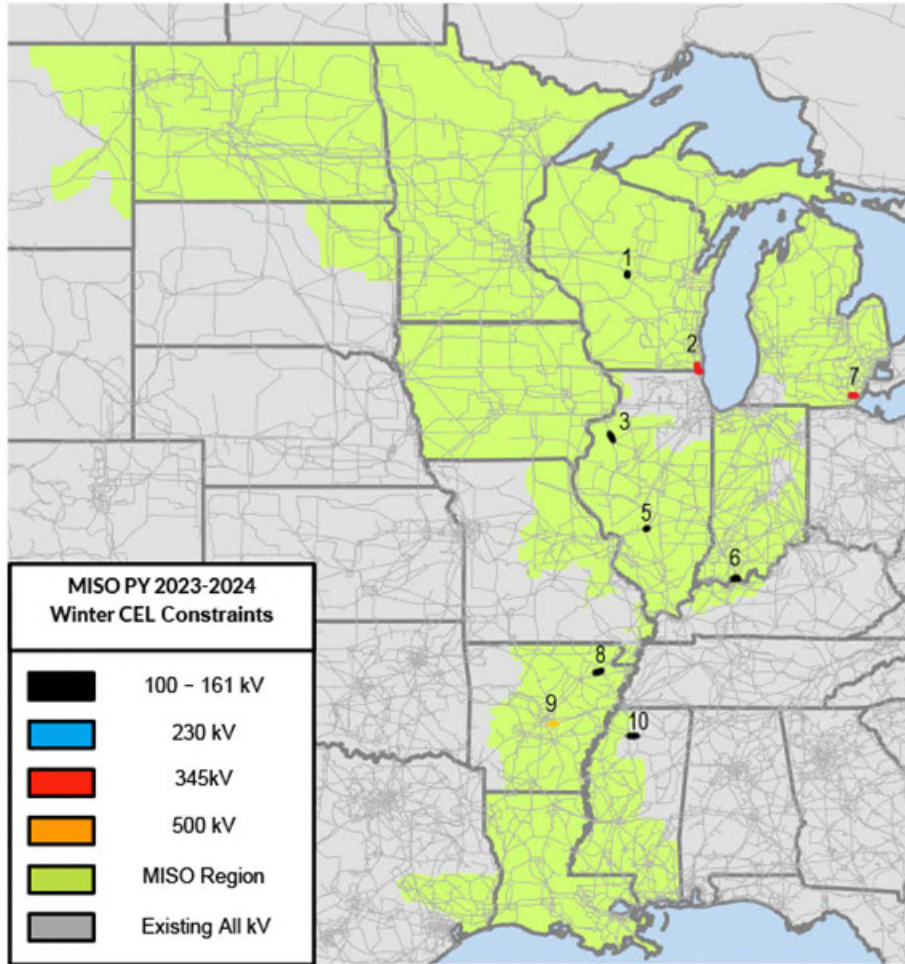 1
2
7
3
5
6
8
9
10
MISO PY 2023-2024
Winter CEL Constraints
100 – 161 kV
230 kV
345kV
500 kV
MISO Region
Existing All kV